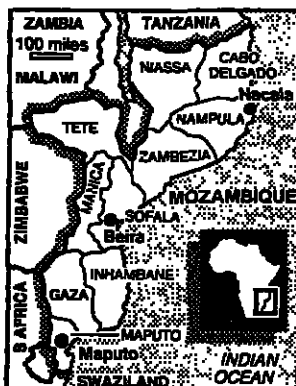 ZAMBIA
TANZANIA
100 miles
MALAWI
NIASSA
CABO
DELGADO
Nacala
TETE
NAMPULA
ZAMBEZIA
ZIMBABWE
MANICA
MOZAMBIQUE
SOFALA
Beira
INHAMBANE
GAZA
S AFRICA
MAPUTO
Maputo
SWAZILAND
INDIAN
OCEAN